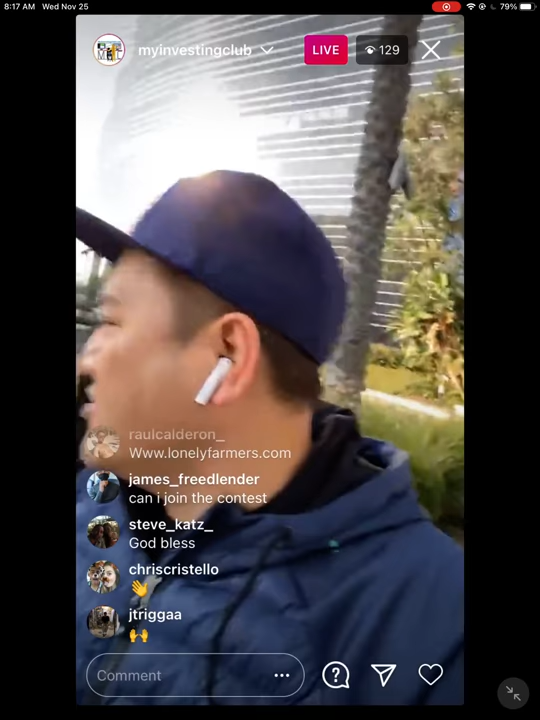 8:17 AM Wed Nov 25
79%
myinvestingclub
LIVE
129
raulcalderon_
Www.lonelyfarmers.com
james_freedlender
can i join the contest
steve_katz_
God bless
chriscristello
👋
jtriggaa
🙌
Comment